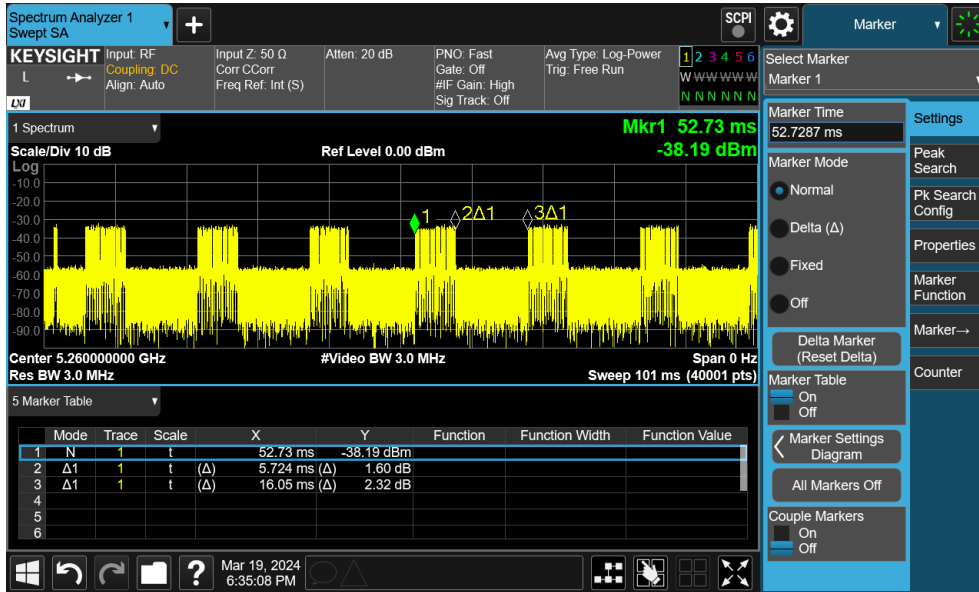 Spectrum Analyzer 1
Swept SA
SCPI
Marker
KEYSIGHT
L
LXI
Input: RF
Coupling: DC
Align: Auto
Input Z: 50 Ω
Corr CCorr
Freq Ref: Int (S)
Atten: 20 dB
PNO: Fast
Gate: Off
#IF Gain: High
Sig Track: Off
Avg Type: Log-Power
Trig: Free Run
1 2 3 4 5 6
W W W W W W
N N N N N N
Select Marker
Marker 1
1 Spectrum
Mkr1 52.73 ms
Scale/Div 10 dB
Ref Level 0.00 dBm
-38.19 dBm
Log
-10.0
-20.0
-30.0
-40.0
-50.0
-60.0
-70.0
-80.0
-90.0
1
2Δ1
3Δ1
Center 5.260000000 GHz
#Video BW 3.0 MHz
Span 0 Hz
Res BW 3.0 MHz
Sweep 101 ms (40001 pts)
5 Marker Table
Mode Trace Scale X Y Function Function Width Function Value
1 N 1 t 52.73 ms -38.19 dBm
2 Δ1 1 t (Δ) 5.724 ms (Δ) 1.60 dB
3 Δ1 1 t (Δ) 16.05 ms (Δ) 2.32 dB
4
5
6
Marker Time
52.7287 ms
Marker Mode
Normal
Delta (Δ)
Fixed
Off
Delta Marker
(Reset Delta)
Marker Table
On
Off
Marker Settings
Diagram
All Markers Off
Couple Markers
On
Off
Settings
Peak
Search
Pk Search
Config
Properties
Marker
Function
Marker→
Counter
?
Mar 19, 2024
6:35:08 PM